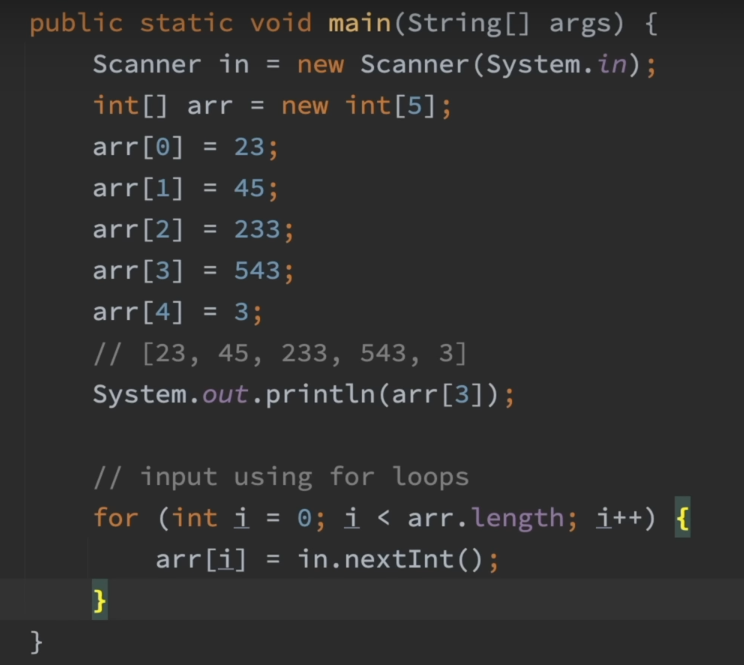 public static void main(String[] args) {
    Scanner in = new Scanner(System.in);
    int[] arr = new int[5];
    arr[0] = 23;
    arr[1] = 45;
    arr[2] = 233;
    arr[3] = 543;
    arr[4] = 3;
    // [23, 45, 233, 543, 3]
    System.out.println(arr[3]);

    // input using for loops
    for (int i = 0; i < arr.length; i++) {
        arr[i] = in.nextInt();
    }
}